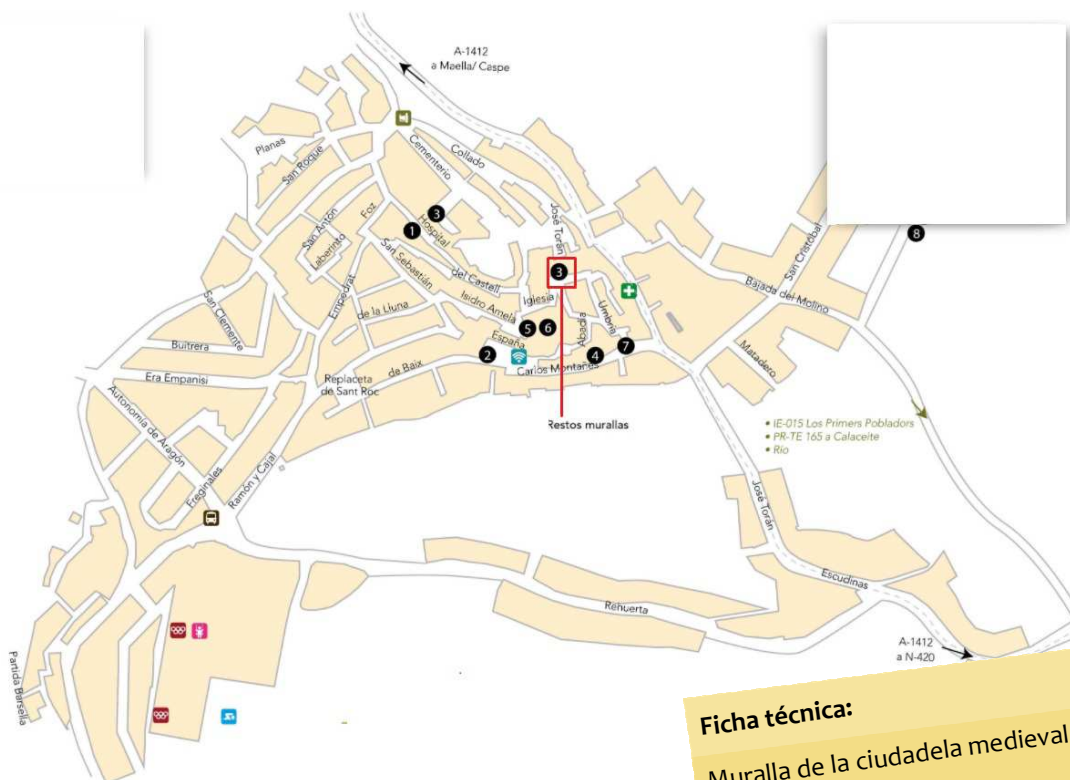 A-1412
a Maella/ Caspe
Planas
San Roque
Cementerio
Collado
José Torán
San Antón
Laberinto
Foz
1
3
Hospital
8
San Cristóbal
Bajada del Molino
San Sebastián
del Castell
3
Empedrat
de la Lluna
Isidro Amela
Iglesia
Umbria
Abadía
San Clemente
5
6
España
7
Buitrera
2
4
Matadero
Era Empanisi
Replaceta
de Sant Roc
de Baix
Carlos Montañés
Restos murallas
Autonomía de Aragón
• IE-015 Los Primers Pobladors
• PR-TE 165 a Calaceite
• Río
Ereginales
Ramón y Cajal
José Torán
Escudinas
Rehuerta
A-1412
a N-420
Partida Barsella
Ficha técnica:
Muralla de la ciudadela medieval